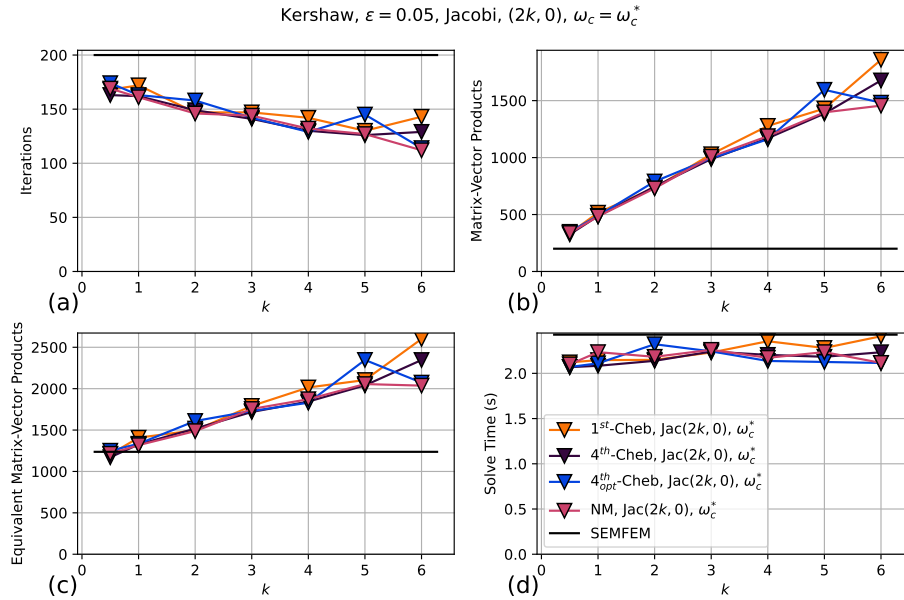 Kershaw, ε = 0.05, Jacobi, (2k, 0), ω_c = ω_c^*
200
150
100
50
0
Iterations
0 1 2 3 4 5 6
k
(a)
1500
1000
500
0
Matrix-Vector Products
0 1 2 3 4 5 6
k
(b)
2500
2000
1500
1000
500
0
Equivalent Matrix-Vector Products
0 1 2 3 4 5 6
k
(c)
2.0
1.5
1.0
0.5
0.0
Solve Time (s)
1^{st}-Cheb, Jac(2k, 0), ω_c^*
4^{th}-Cheb, Jac(2k, 0), ω_c^*
4^{th}_{opt}-Cheb, Jac(2k, 0), ω_c^*
NM, Jac(2k, 0), ω_c^*
SEMFEM
0 1 2 3 4 5 6
k
(d)